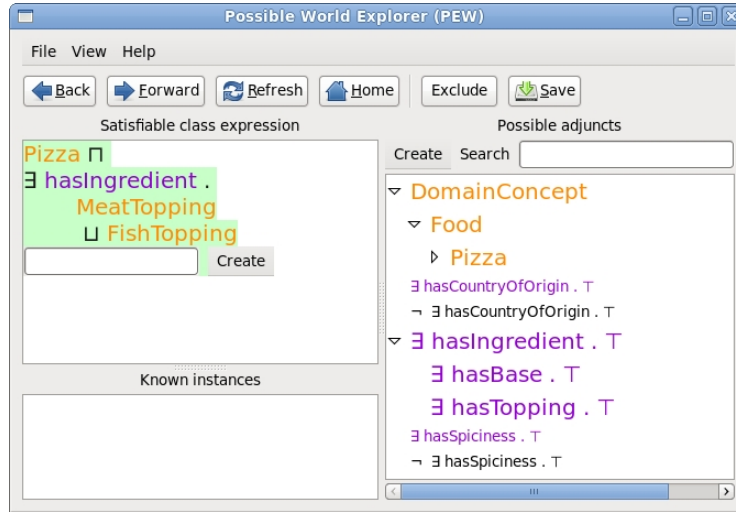 Possible World Explorer (PEW)
File View Help
Back Forward Refresh Home Exclude Save
Satisfiable class expression
Pizza ⊓
∃ hasIngredient .
MeatTopping
⊔ FishTopping
Create
Known instances
Possible adjuncts
Create Search
DomainConcept
Food
Pizza
∃ hasCountryOfOrigin . ⊤
¬ ∃ hasCountryOfOrigin . ⊤
∃ hasIngredient . ⊤
∃ hasBase . ⊤
∃ hasTopping . ⊤
∃ hasSpiciness . ⊤
¬ ∃ hasSpiciness . ⊤